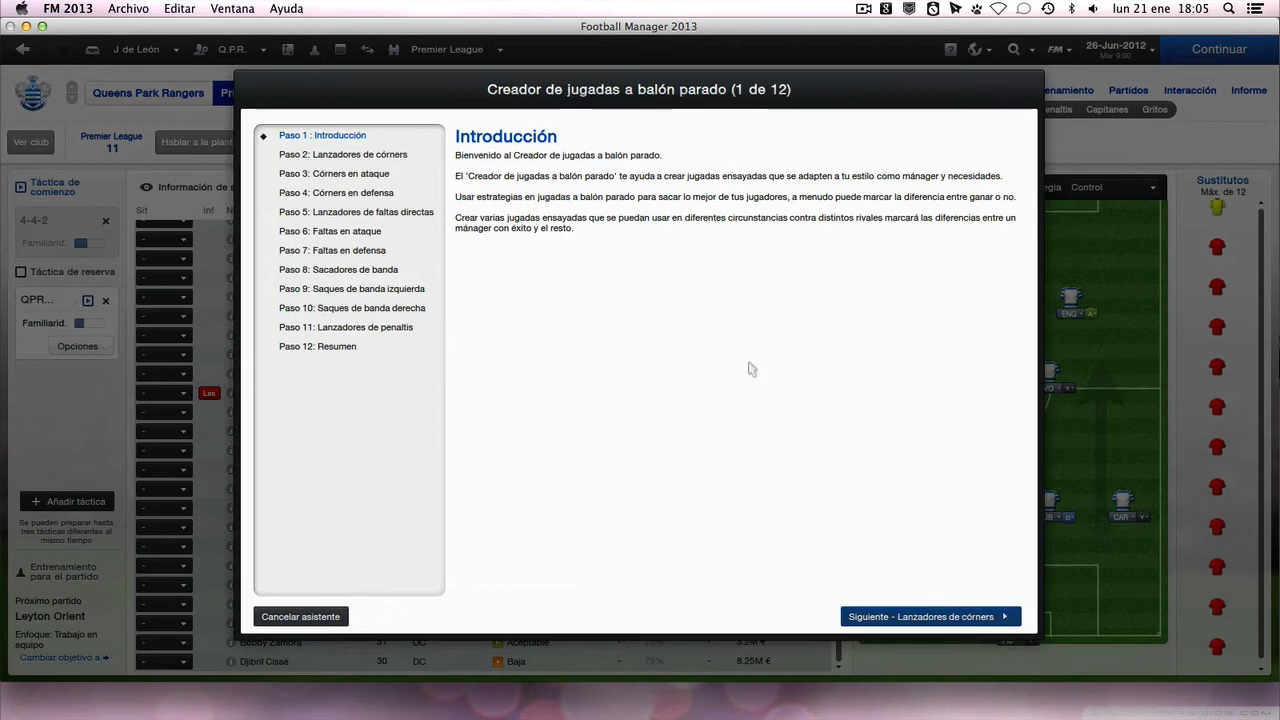 FM 2013 Archivo Editar Ventana Ayuda lun 21 ene 18:05
Football Manager 2013
J de León Q.P.R. Premier League FM 26-Jun-2012 Continuar
Mar 9:00
Queens Park Rangers Partidos Interacción Informe
Capitanes Gritos
Ver club Premier League
11
Control
Sustitutos
Máx. de 12
Táctica de
comienzo
4-4-2
Familiarid.
Táctica de reserva
QPR...
Familiarid.
Opciones
Añadir táctica
Se pueden preparar hasta
tres tácticas diferentes al
mismo tiempo
Entrenamiento
para el partido
Próximo partido
Leyton Orient
Enfoque: Trabajo en
equipo
Cambiar objetivo a
Sit Inf
Les
Creador de jugadas a balón parado (1 de 12)
Paso 1 : Introducción
Paso 2: Lanzadores de córners
Paso 3: Córners en ataque
Paso 4: Córners en defensa
Paso 5: Lanzadores de faltas directas
Paso 6: Faltas en ataque
Paso 7: Faltas en defensa
Paso 8: Sacadores de banda
Paso 9: Saques de banda izquierda
Paso 10: Saques de banda derecha
Paso 11: Lanzadores de penaltis
Paso 12: Resumen
Introducción
Bienvenido al Creador de jugadas a balón parado.
El 'Creador de jugadas a balón parado' te ayuda a crear jugadas ensayadas que se adapten a tu estilo como mánager y necesidades.
Usar estrategias en jugadas a balón parado para sacar lo mejor de tus jugadores, a menudo puede marcar la diferencia entre ganar o no.
Crear varias jugadas ensayadas que se puedan usar en diferentes circunstancias contra distintos rivales marcará las diferencias entre un
mánager con éxito y el resto.
Cancelar asistente
Siguiente - Lanzadores de córners
ENG A
CAR Y
Djibril Cissé 30 DC Baja - 79% - 8.25M €